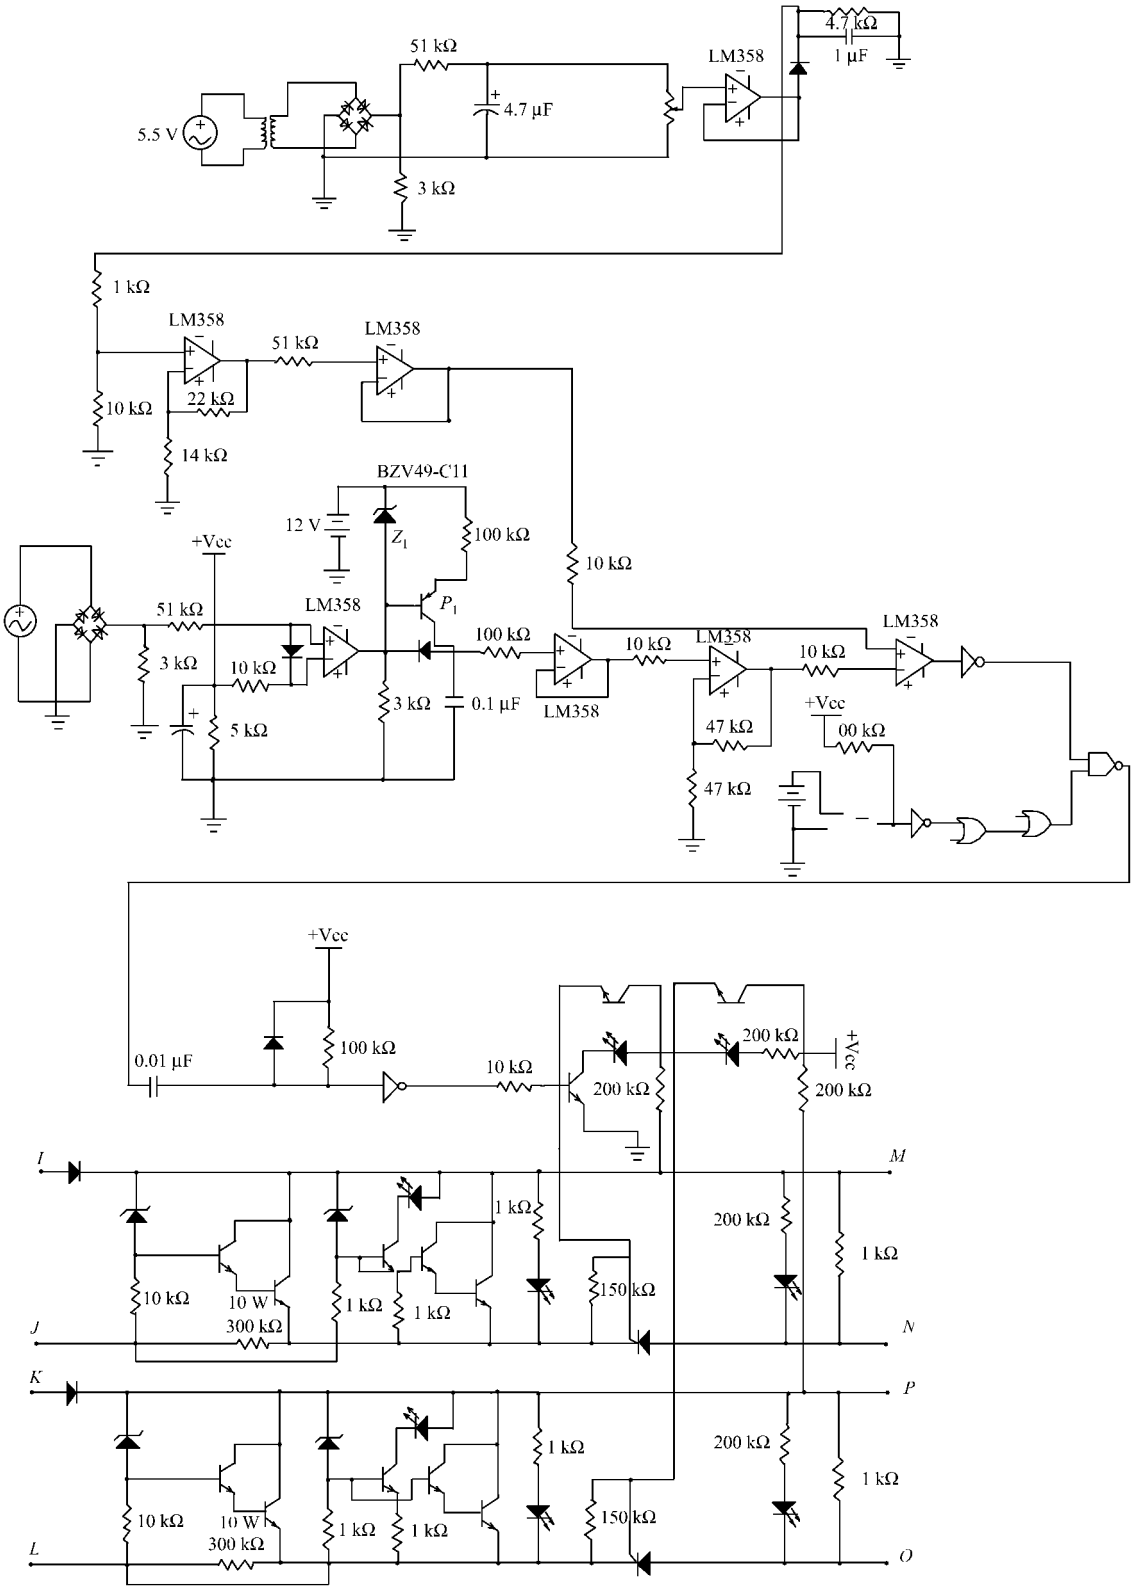 4.7 kΩ
1 μF
51 kΩ
LM358
+
4.7 μF
5.5 V
3 kΩ
1 kΩ
LM358
51 kΩ
LM358
10 kΩ
22 kΩ
14 kΩ
BZV49-C11
12 V
Z1
100 kΩ
+Vcc
10 kΩ
51 kΩ
LM358
P1
LM358
3 kΩ
10 kΩ
100 kΩ
10 kΩ
LM358
10 kΩ
+
5 kΩ
3 kΩ
0.1 μF
LM358
+Vcc
47 kΩ
00 kΩ
47 kΩ
+Vcc
0.01 μF
100 kΩ
10 kΩ
200 kΩ
200 kΩ
+Vcc
200 kΩ
I
M
1 kΩ
200 kΩ
1 kΩ
10 kΩ
10 W
1 kΩ
1 kΩ
150 kΩ
J
300 kΩ
N
K
P
1 kΩ
200 kΩ
1 kΩ
10 kΩ
10 W
1 kΩ
1 kΩ
150 kΩ
L
300 kΩ
O